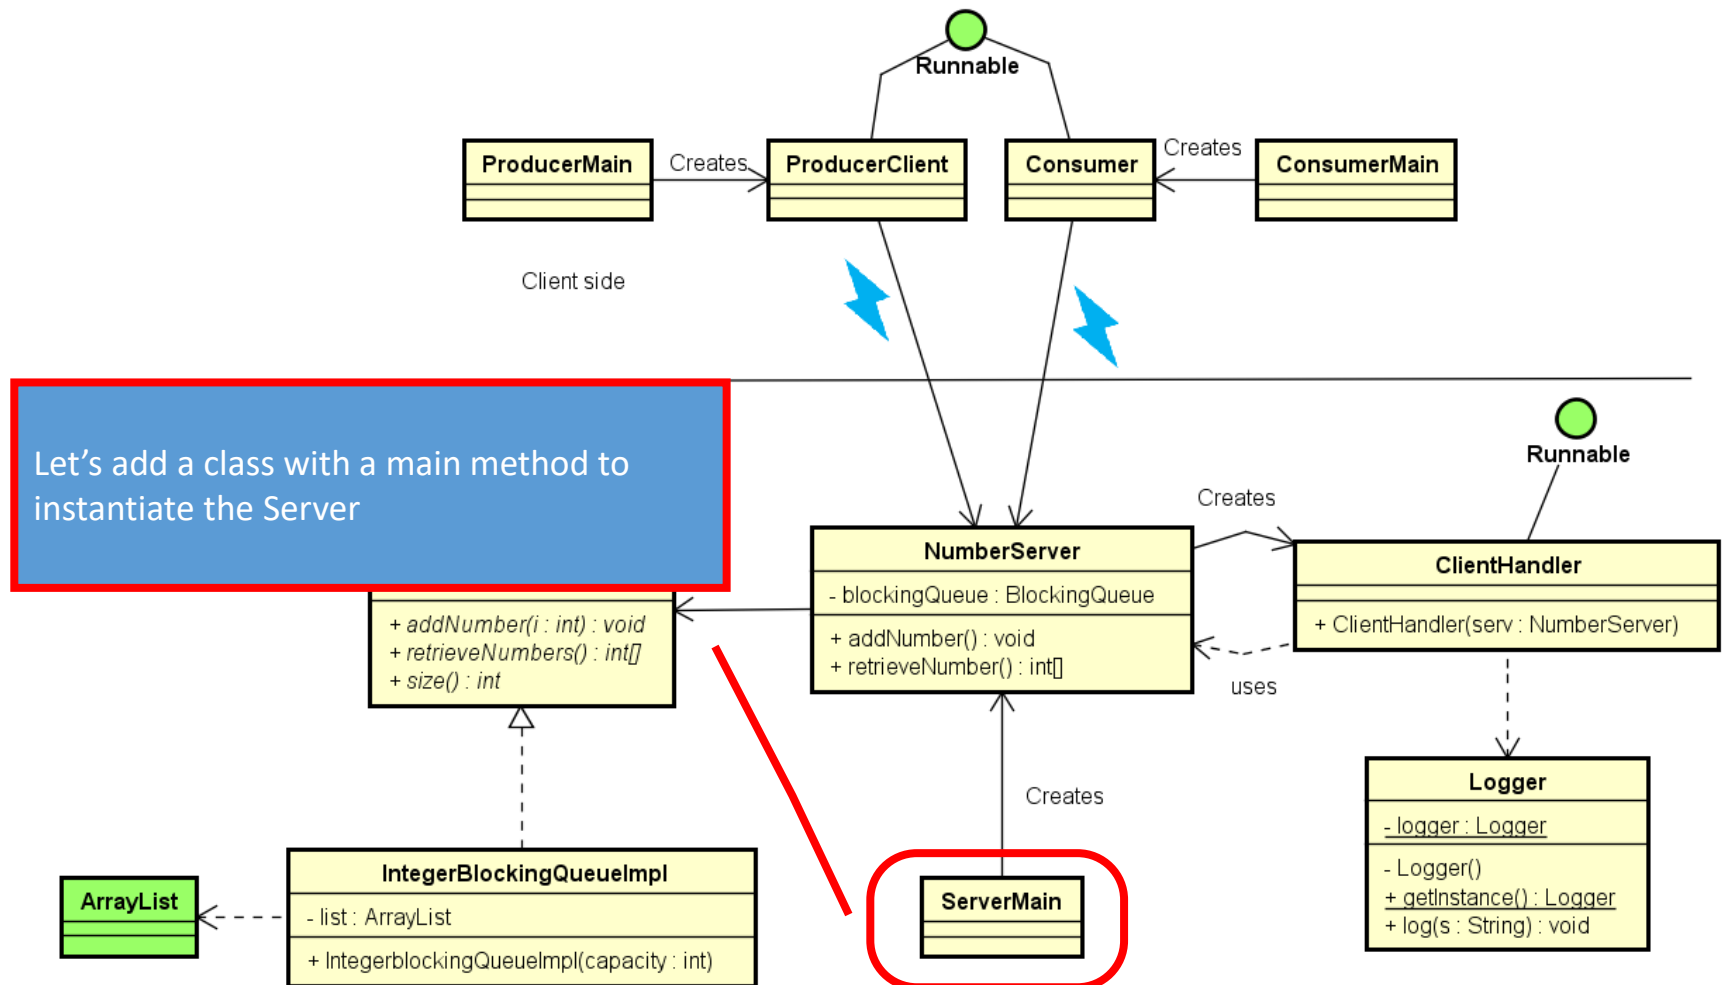 Runnable
ProducerMain
Creates
ProducerClient
Consumer
Creates
ConsumerMain
Client side
Let’s add a class with a main method to
instantiate the Server
Runnable
+ addNumber(i : int) : void
+ retrieveNumbers() : int[]
+ size() : int
NumberServer
- blockingQueue : BlockingQueue
+ addNumber() : void
+ retrieveNumber() : int[]
Creates
ClientHandler
+ ClientHandler(serv : NumberServer)
uses
Creates
Logger
- logger : Logger
- Logger()
+ getInstance() : Logger
+ log(s : String) : void
ArrayList
IntegerBlockingQueueImpl
- list : ArrayList
+ IntegerblockingQueueImpl(capacity : int)
ServerMain